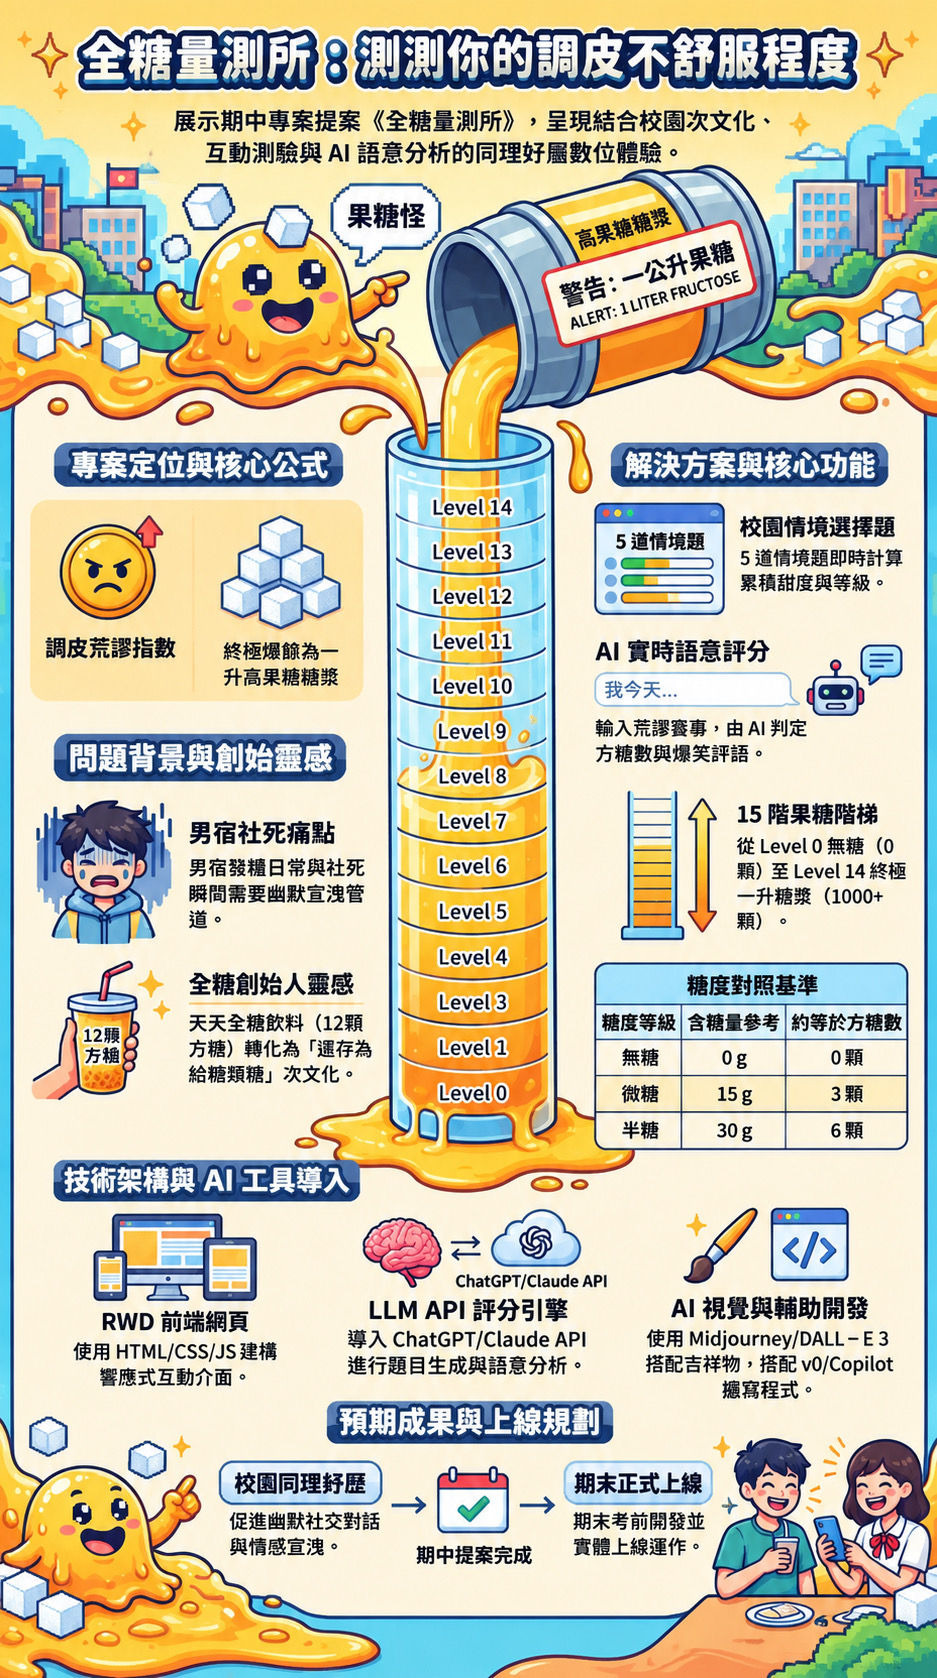 全糖量測所：測測你的調皮不舒服程度
展示期中專案提案《全糖量測所》，呈現結合校園次文化、
互動測驗與 AI 語意分析的同理好屬數位體驗。
果糖怪
高果糖糖漿
警告：一公升果糖
ALERT: 1 LITER FRUCTOSE
專案定位與核心公式
調皮荒謬指數
終極爆餘為一
升高果糖糖漿
問題背景與創始靈感
男宿社死痛點
男宿發糖日常與社死
瞬間需要幽默宣洩管
道。
12顆
方糖
全糖創始人靈感
天天全糖飲料（12顆
方糖）轉化為「還存為
給糖類糖」次文化。
Level 14
Level 13
Level 12
Level 11
Level 10
Level 9
Level 8
Level 7
Level 6
Level 5
Level 4
Level 3
Level 1
Level 0
解決方案與核心功能
5 道情境題
校園情境選擇題
5 道情境題即時計算
累積甜度與等級。
AI 實時語意評分
我今天...
輸入荒謬事，由 AI 判定
方糖數與爆笑評語。
15 階果糖階梯
從 Level 0 無糖（0
顆）至 Level 14 終極
一升糖漿（1000+
顆）。
糖度對照基準
糖度等級 含糖量參考 約等於方糖數
無糖 0 g 0 顆
微糖 15 g 3 顆
半糖 30 g 6 顆
技術架構與 AI 工具導入
RWD 前端網頁
使用 HTML/CSS/JS 建構
響應式互動介面。
ChatGPT/Claude API
LLM API 評分引擎
導入 ChatGPT/Claude API
進行題目生成與語意分析。
</>
AI 視覺與輔助開發
使用 Midjourney/DALL－E 3
搭配吉祥物，搭配 v0/Copilot
寫程式。
預期成果與上線規劃
校園同理紓歷
促進幽默社交對話
與情感宣洩。
期中提案完成
期末正式上線
期末考前開發並
實體上線運作。